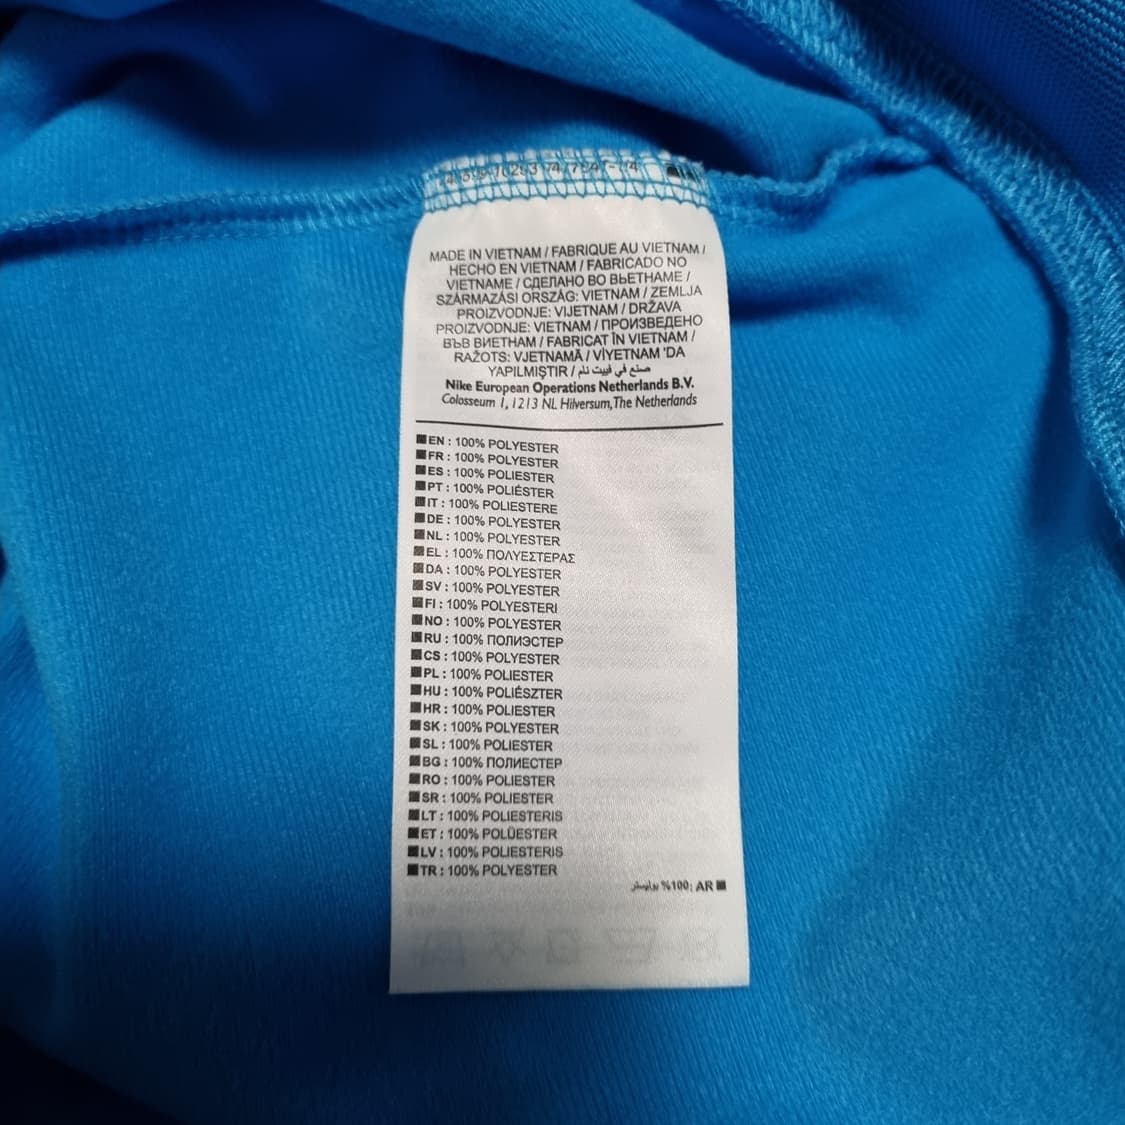 MADE IN VIETNAM / FABRIQUE AU VIETNAM /
HECHO EN VIETNAM / FABRICADO NO
VIETNAME / СДЕЛАНО ВО ВЬЕТНАМЕ /
SZÁRMAZÁSI ORSZÁG: VIETNAM / ZEMLJA
PROIZVODNJE: VIJETNAM / DRŽAVA
PROIZVODNJE: VIETNAM / ПРОИЗВЕДЕНО
ВЪВ ВИЕТНАМ / FABRICAT ÎN VIETNAM /
RAŽOTS: VJETNAMĀ / VİYETNAM 'DA
YAPILMIŞTIR / صنع في فييت نام
Nike European Operations Netherlands B.V.
Colosseum 1, 1213 NL Hilversum, The Netherlands
EN : 100% POLYESTER
FR : 100% POLYESTER
ES : 100% POLIESTER
PT : 100% POLIÉSTER
IT : 100% POLIESTERE
DE : 100% POLYESTER
NL : 100% POLYESTER
EL : 100% ΠΟΛΥΕΣΤΕΡΑΣ
DA : 100% POLYESTER
SV : 100% POLYESTER
FI : 100% POLYESTERI
NO : 100% POLYESTER
RU : 100% ПОЛИЭСТЕР
CS : 100% POLYESTER
PL : 100% POLIESTER
HU : 100% POLIÉSZTER
HR : 100% POLIESTER
SK : 100% POLYESTER
SL : 100% POLIESTER
BG : 100% ПОЛИЕСТЕР
RO : 100% POLIESTER
SR : 100% POLIESTER
LT : 100% POLIESTERIS
ET : 100% POLÜESTER
LV : 100% POLIESTERIS
TR : 100% POLYESTER
AR :100% بوليستر